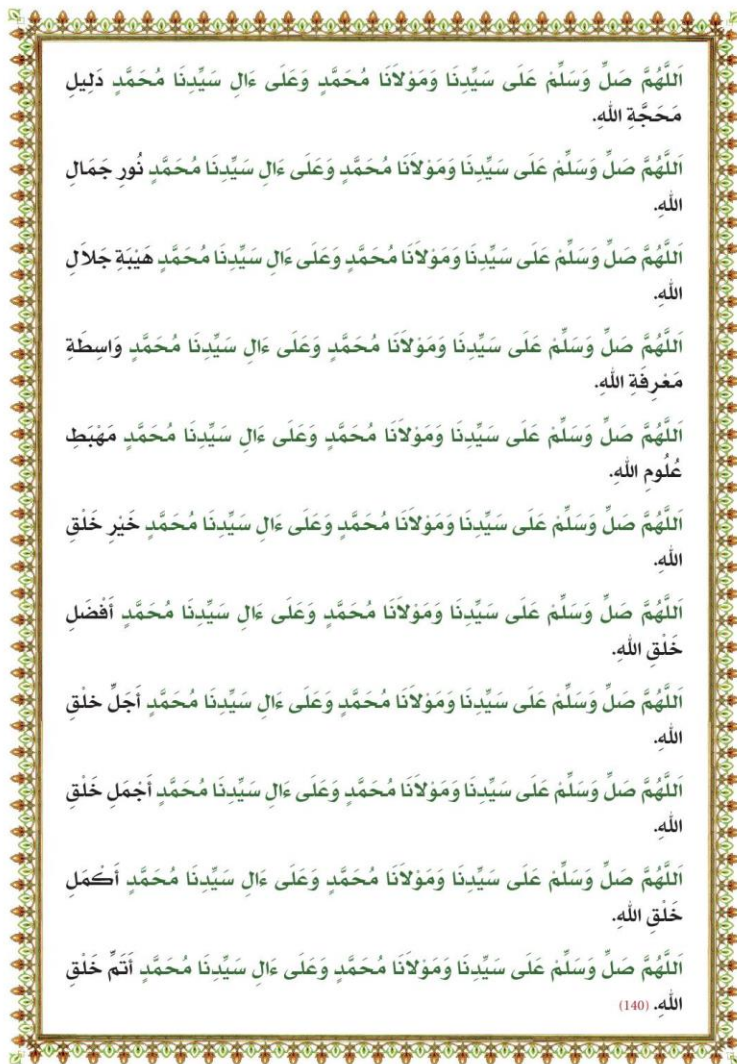 اَللَّهُمَّ صَلِّ وَسَلِّمْ عَلَى سَيِّدِنَا وَمَوْلَانَا مُحَمَّدٍ وَعَلَى ءَالِ سَيِّدِنَا مُحَمَّدٍ دَلِيلِ
مَحَجَّةِ اللهِ.
اَللَّهُمَّ صَلِّ وَسَلِّمْ عَلَى سَيِّدِنَا وَمَوْلَانَا مُحَمَّدٍ وَعَلَى ءَالِ سَيِّدِنَا مُحَمَّدٍ نُورِ جَمَالِ
اللهِ.
اَللَّهُمَّ صَلِّ وَسَلِّمْ عَلَى سَيِّدِنَا وَمَوْلَانَا مُحَمَّدٍ وَعَلَى ءَالِ سَيِّدِنَا مُحَمَّدٍ هَيْبَةِ جَلَالِ
اللهِ.
اَللَّهُمَّ صَلِّ وَسَلِّمْ عَلَى سَيِّدِنَا وَمَوْلَانَا مُحَمَّدٍ وَعَلَى ءَالِ سَيِّدِنَا مُحَمَّدٍ وَاسِطَةِ
مَعْرِفَةِ اللهِ.
اَللَّهُمَّ صَلِّ وَسَلِّمْ عَلَى سَيِّدِنَا وَمَوْلَانَا مُحَمَّدٍ وَعَلَى ءَالِ سَيِّدِنَا مُحَمَّدٍ مَهْبَطِ
عُلُومِ اللهِ.
اَللَّهُمَّ صَلِّ وَسَلِّمْ عَلَى سَيِّدِنَا وَمَوْلَانَا مُحَمَّدٍ وَعَلَى ءَالِ سَيِّدِنَا مُحَمَّدٍ خَيْرِ خَلْقِ
اللهِ.
اَللَّهُمَّ صَلِّ وَسَلِّمْ عَلَى سَيِّدِنَا وَمَوْلَانَا مُحَمَّدٍ وَعَلَى ءَالِ سَيِّدِنَا مُحَمَّدٍ أَفْضَلِ
خَلْقِ اللهِ.
اَللَّهُمَّ صَلِّ وَسَلِّمْ عَلَى سَيِّدِنَا وَمَوْلَانَا مُحَمَّدٍ وَعَلَى ءَالِ سَيِّدِنَا مُحَمَّدٍ أَجَلِّ خلْقِ
اللهِ.
اَللَّهُمَّ صَلِّ وَسَلِّمْ عَلَى سَيِّدِنَا وَمَوْلَانَا مُحَمَّدٍ وَعَلَى ءَالِ سَيِّدِنَا مُحَمَّدٍ أَجْمَلِ خَلْقِ
اللهِ.
اَللَّهُمَّ صَلِّ وَسَلِّمْ عَلَى سَيِّدِنَا وَمَوْلَانَا مُحَمَّدٍ وَعَلَى ءَالِ سَيِّدِنَا مُحَمَّدٍ أَكْمَلِ
خَلْقِ اللهِ.
اَللَّهُمَّ صَلِّ وَسَلِّمْ عَلَى سَيِّدِنَا وَمَوْلَانَا مُحَمَّدٍ وَعَلَى ءَالِ سَيِّدِنَا مُحَمَّدٍ أَتَمِّ خَلْقِ
اللهِ. (140)